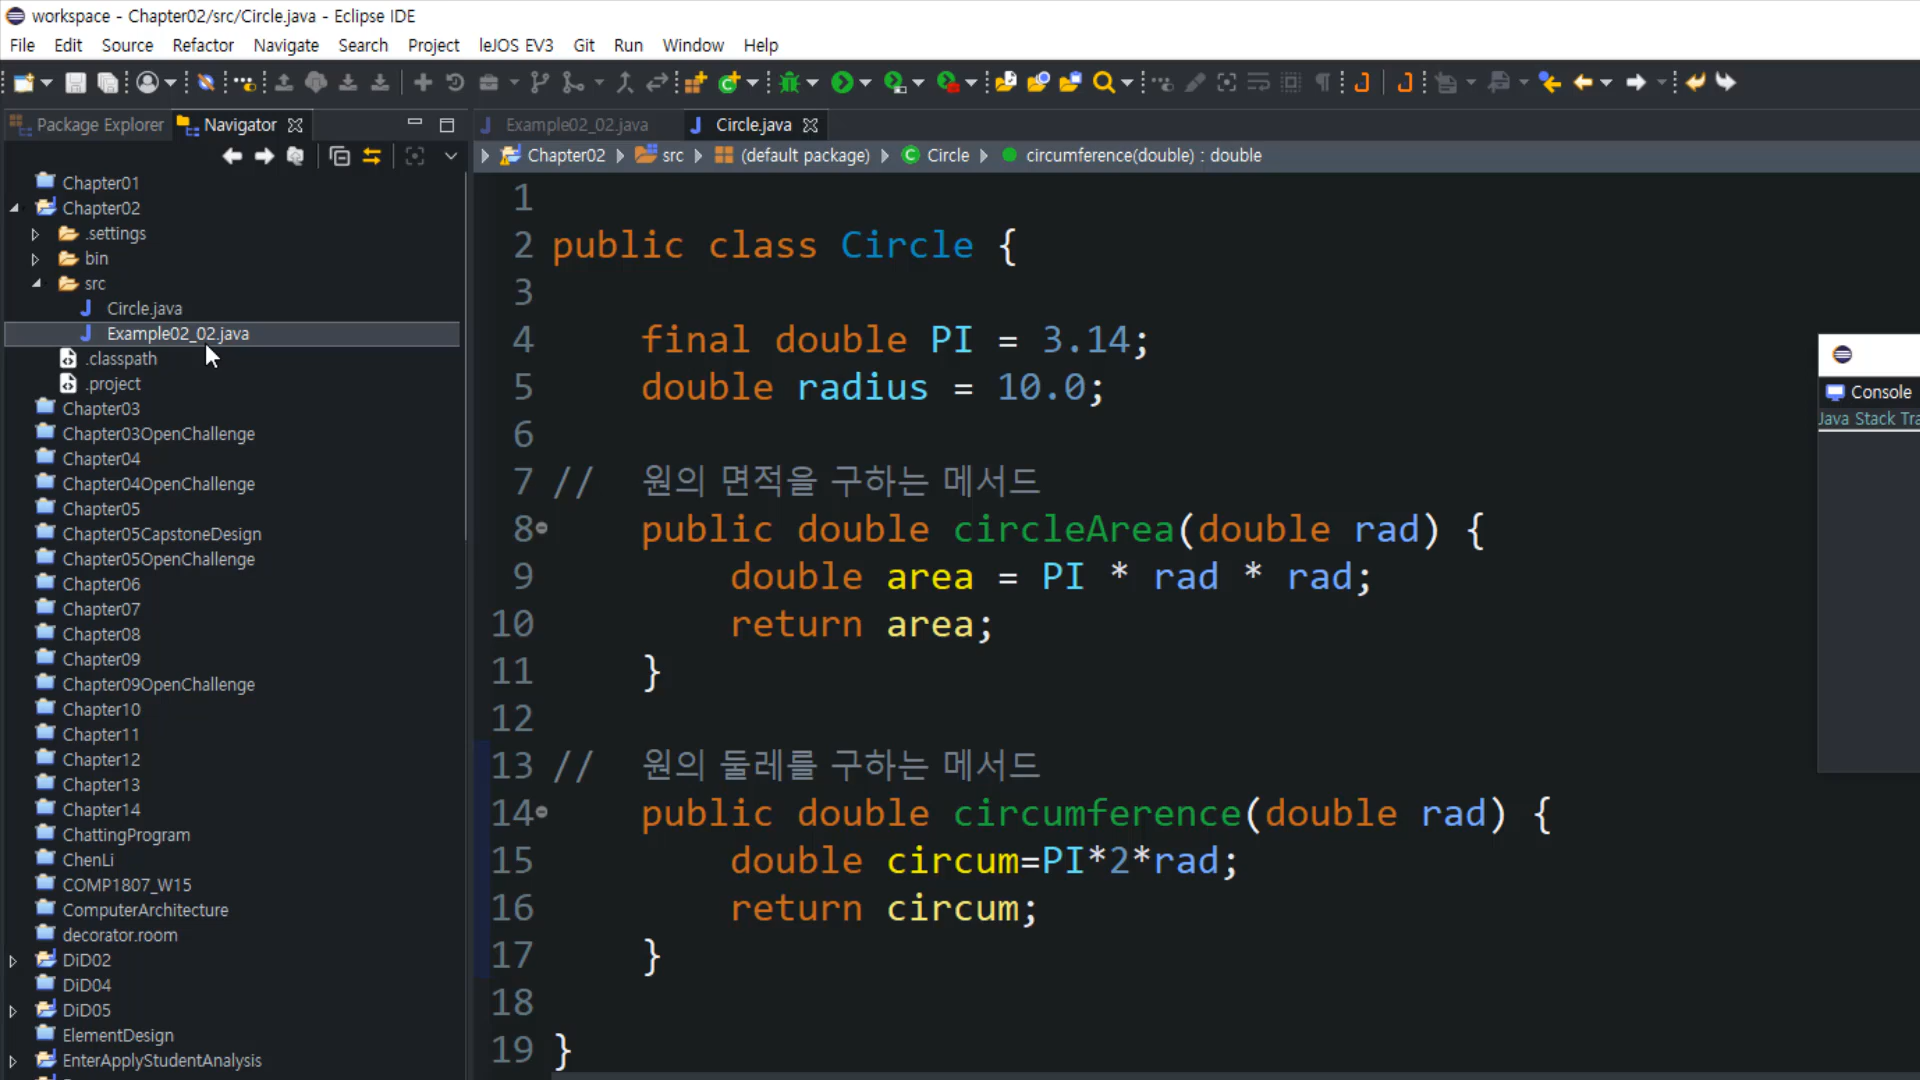 workspace - Chapter02/src/Circle.java - Eclipse IDE
File Edit Source Refactor Navigate Search Project leJOS EV3 Git Run Window Help
Package Explorer Navigator
Example02_02.java Circle.java
Chapter02 src (default package) Circle circumference(double) : double
Chapter01
Chapter02
.settings
bin
src
Circle.java
Example02_02.java
.classpath
.project
Chapter03
Chapter03OpenChallenge
Chapter04
Chapter04OpenChallenge
Chapter05
Chapter05CapstoneDesign
Chapter05OpenChallenge
Chapter06
Chapter07
Chapter08
Chapter09
Chapter09OpenChallenge
Chapter10
Chapter11
Chapter12
Chapter13
Chapter14
ChattingProgram
ChenLi
COMP1807_W15
ComputerArchitecture
decorator.room
DiD02
DiD04
DiD05
ElementDesign
EnterApplyStudentAnalysis
1
2 public class Circle {
3
4 final double PI = 3.14;
5 double radius = 10.0;
6
7 // 원의 면적을 구하는 메서드
8 public double circleArea(double rad) {
9 double area = PI * rad * rad;
10 return area;
11 }
12
13 // 원의 둘레를 구하는 메서드
14 public double circumference(double rad) {
15 double circum=PI*2*rad;
16 return circum;
17 }
18
19 }
Console
Java Stack Tra